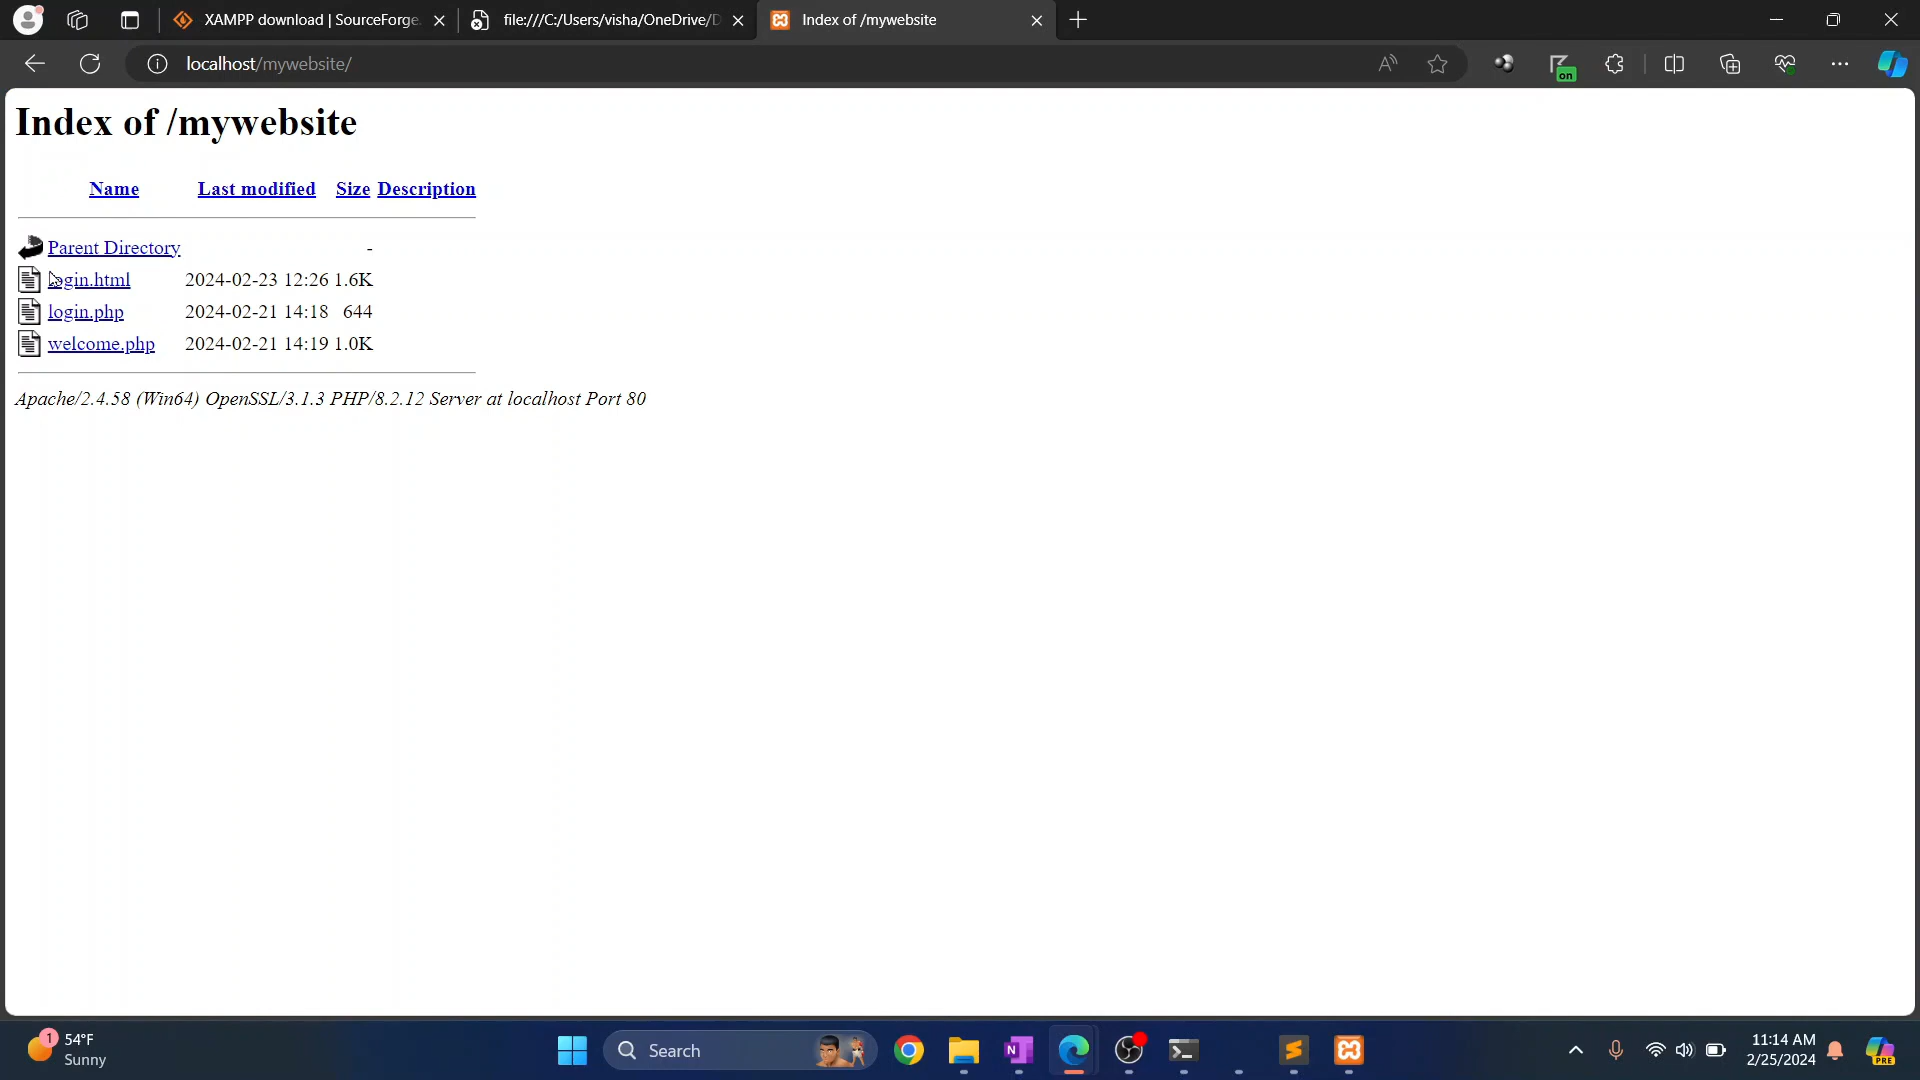 XAMPP download | SourceForge.
file:///C:/Users/visha/OneDrive/D
Index of /mywebsite
localhost/mywebsite/
on
Index of /mywebsite
Name Last modified Size Description
Parent Directory -
login.html 2024-02-23 12:26 1.6K
login.php 2024-02-21 14:18 644
welcome.php 2024-02-21 14:19 1.0K
Apache/2.4.58 (Win64) OpenSSL/3.1.3 PHP/8.2.12 Server at localhost Port 80
1
54°F
Sunny
Search
N
11:14 AM
2/25/2024
PRE